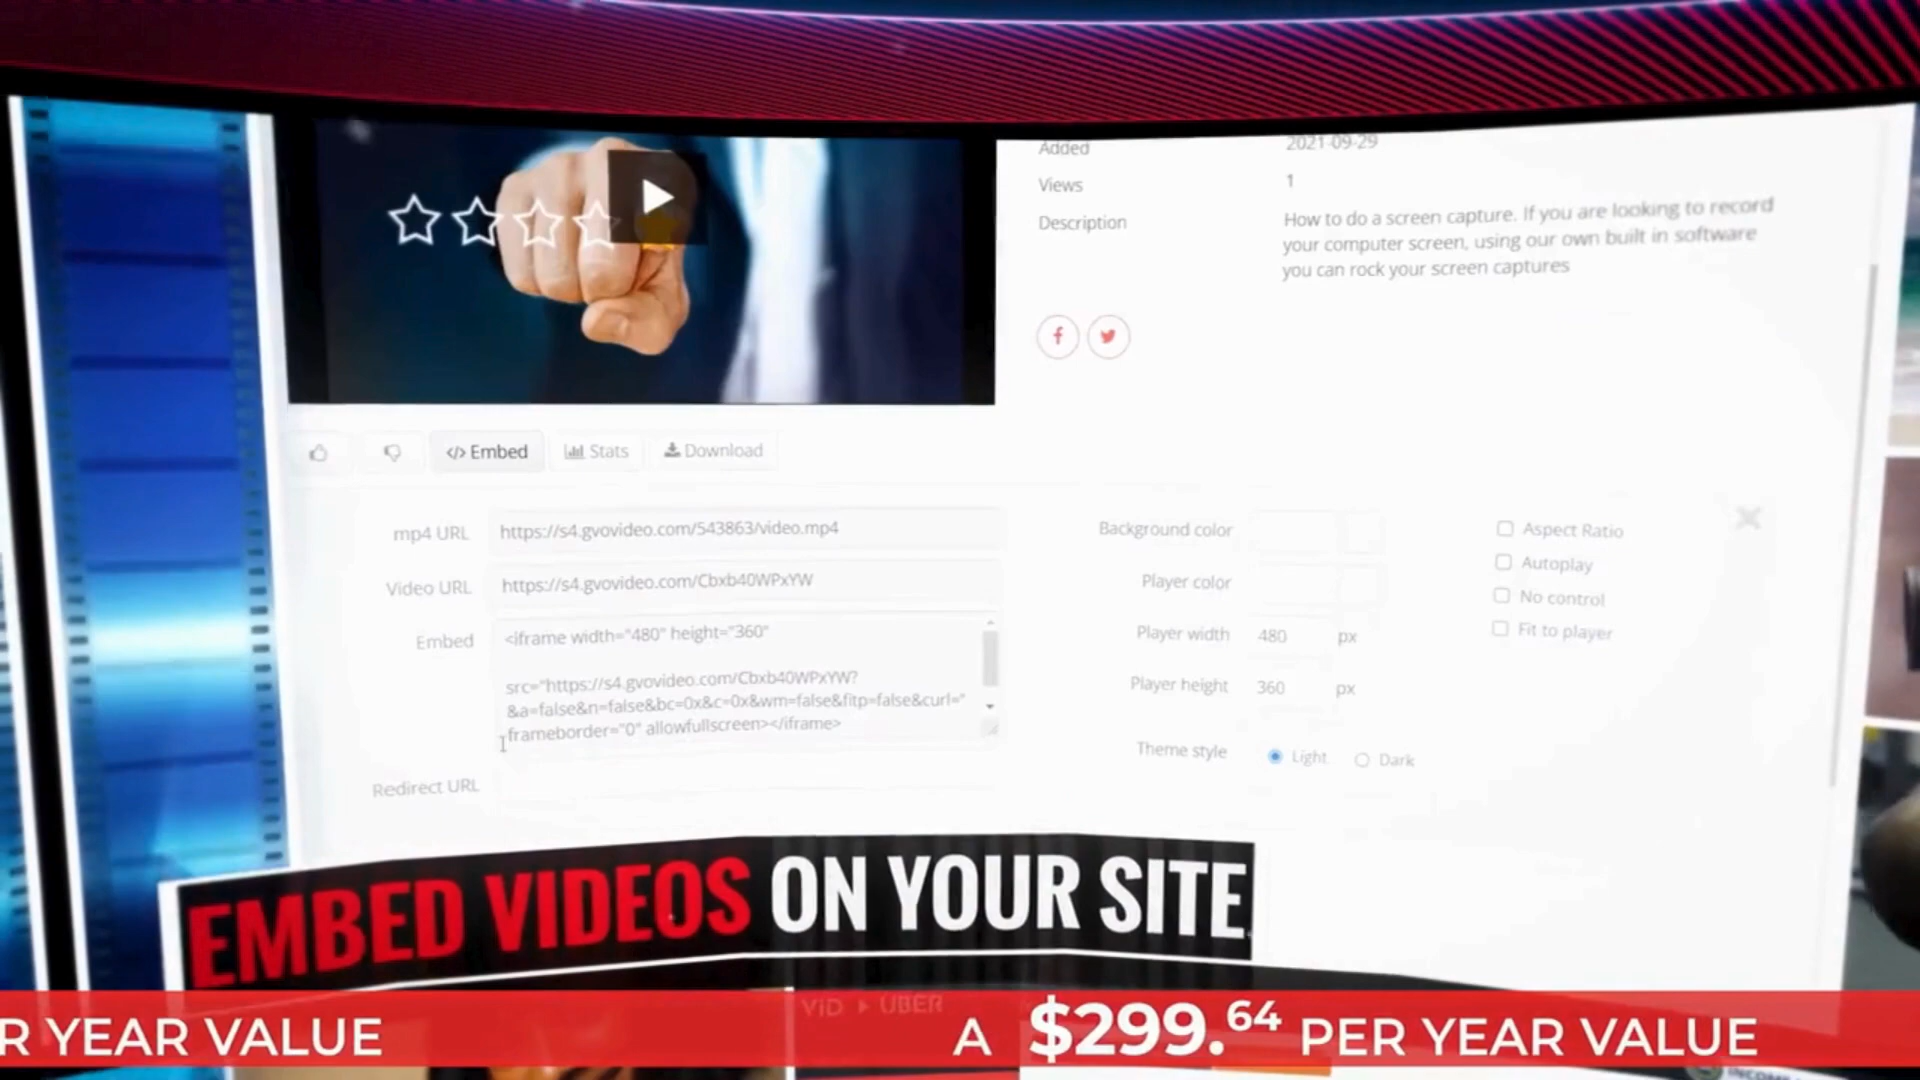 Added 2021-09-29
Views 1
Description How to do a screen capture. If you are looking to record
your computer screen, using our own built in software
you can rock your screen captures
</> Embed Stats Download
mp4 URL https://s4.gvovideo.com/543863/video.mp4
Video URL https://s4.gvovideo.com/Cbxb40WPxYW
Embed <iframe width="480" height="360"
src="https://s4.gvovideo.com/Cbxb40WPxYW?
&a=false&n=false&bc=0x&c=0x&wm=false&fitp=false&curl="
frameborder="0" allowfullscreen></iframe>
Redirect URL
Background color
Player color
Player width 480 px
Player height 360 px
Theme style Light Dark
Aspect Ratio
Autoplay
No control
Fit to player
EMBED VIDEOS ON YOUR SITE
VID UBER
R YEAR VALUE A $299.64 PER YEAR VALUE